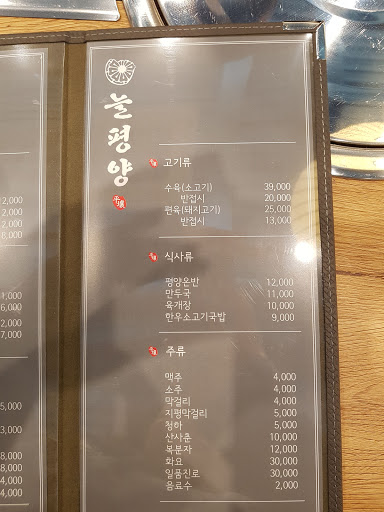 늘평양
고기류
수육(소고기) 39,000
반접시 20,000
편육(돼지고기) 25,000
반접시 13,000
식사류
평양온반 12,000
만두국 11,000
육개장 10,000
한우소고기국밥 9,000
주류
맥주 4,000
소주 4,000
막걸리 4,000
지평막걸리 5,000
청하 5,000
산사춘 10,000
복분자 12,000
화요 30,000
일품진로 30,000
음료수 2,000